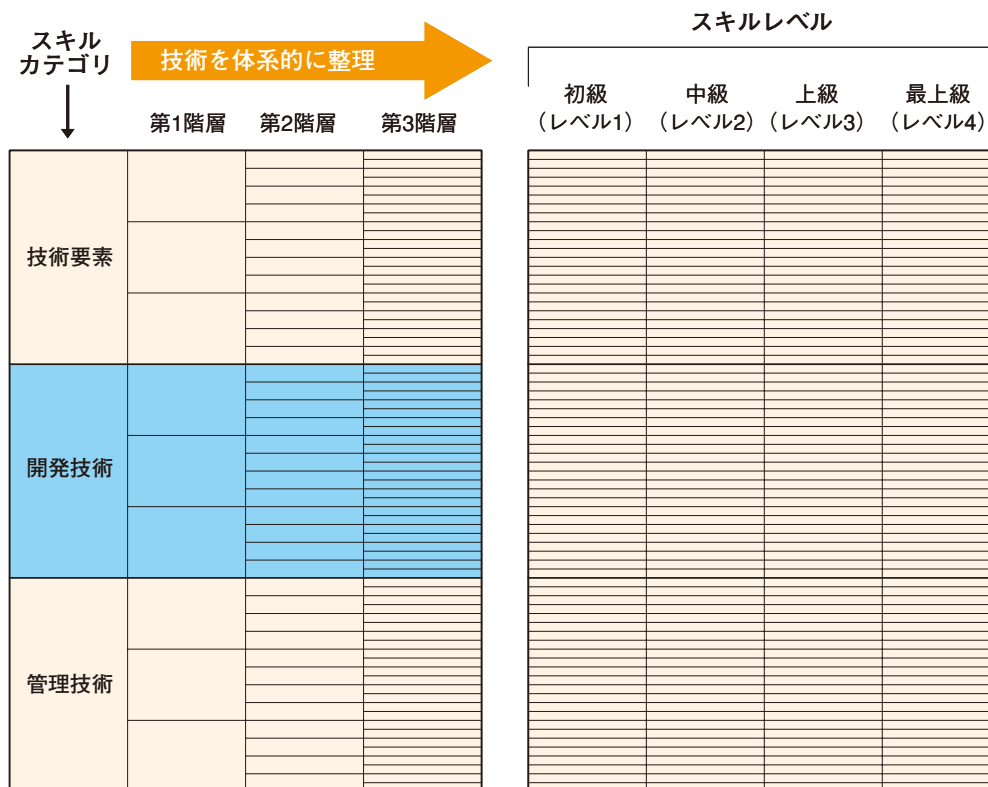 スキルレベル
スキル
カテゴリ
技術を体系的に整理
初級
(レベル1)
中級
(レベル2)
上級
(レベル3)
最上級
(レベル4)
第1階層
第2階層
第3階層
技術要素
開発技術
管理技術